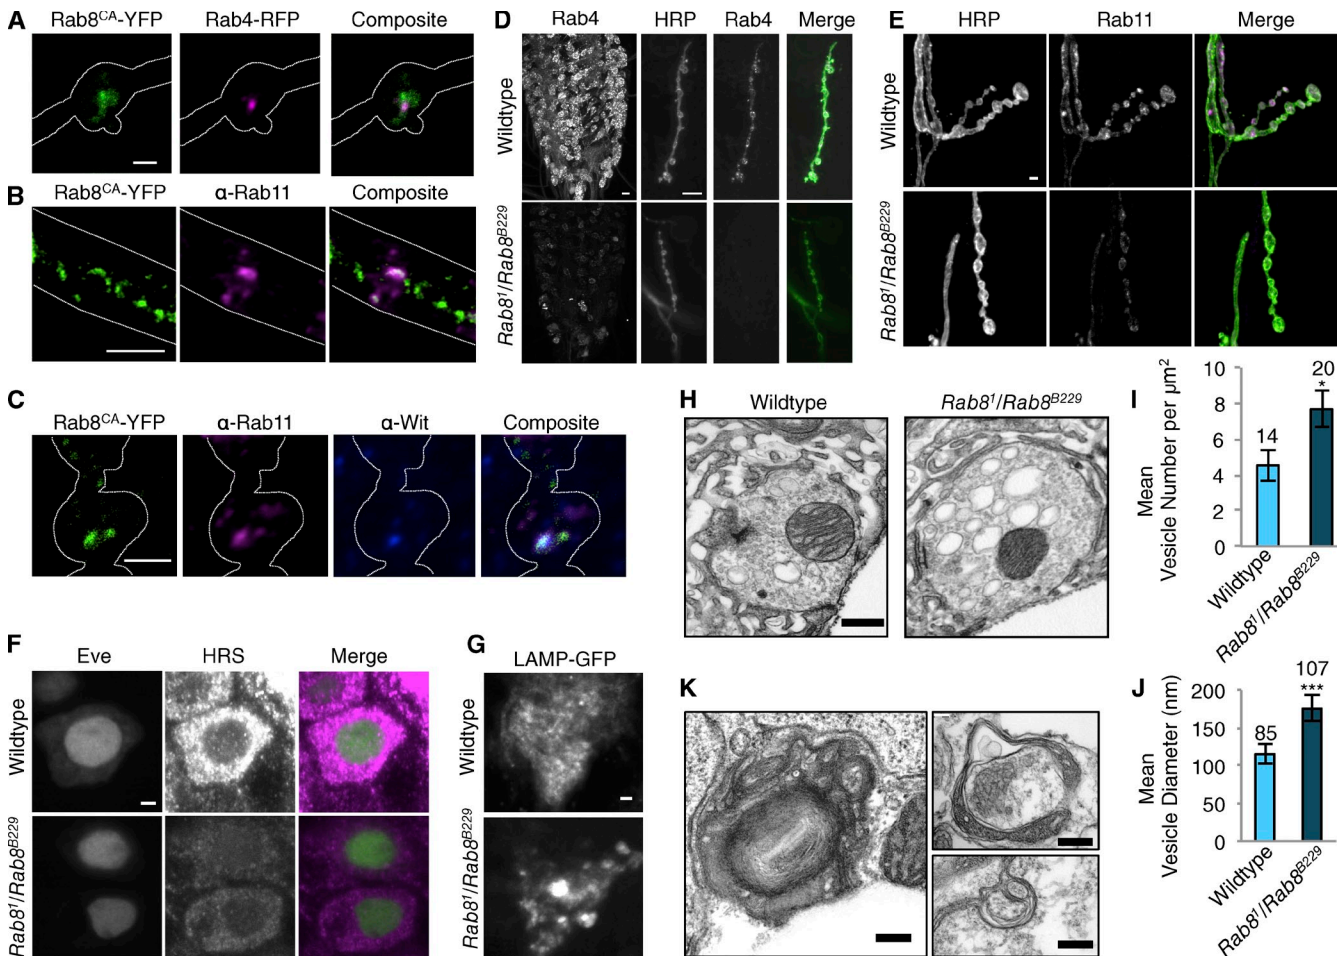 A
Rab8CA-YFP Rab4-RFP Composite
B
Rab8CA-YFP α-Rab11 Composite
C
Rab8CA-YFP α-Rab11 α-Wit Composite
D
Rab4 HRP Rab4 Merge
Wildtype
Rab8¹/Rab8B229
E
HRP Rab11 Merge
Wildtype
Rab8¹/Rab8B229
F
Eve HRS Merge
Wildtype
Rab8¹/Rab8B229
G
LAMP-GFP
Wildtype
Rab8¹/Rab8B229
H
Wildtype Rab8¹/Rab8B229
I
Mean
Vesicle Number per µm²
10
8
6
4
2
0
14
20
*
Wildtype
Rab8¹/Rab8B229
J
Mean
Vesicle Diameter (nm)
200
150
100
50
0
85
107
***
Wildtype
Rab8¹/Rab8B229
K